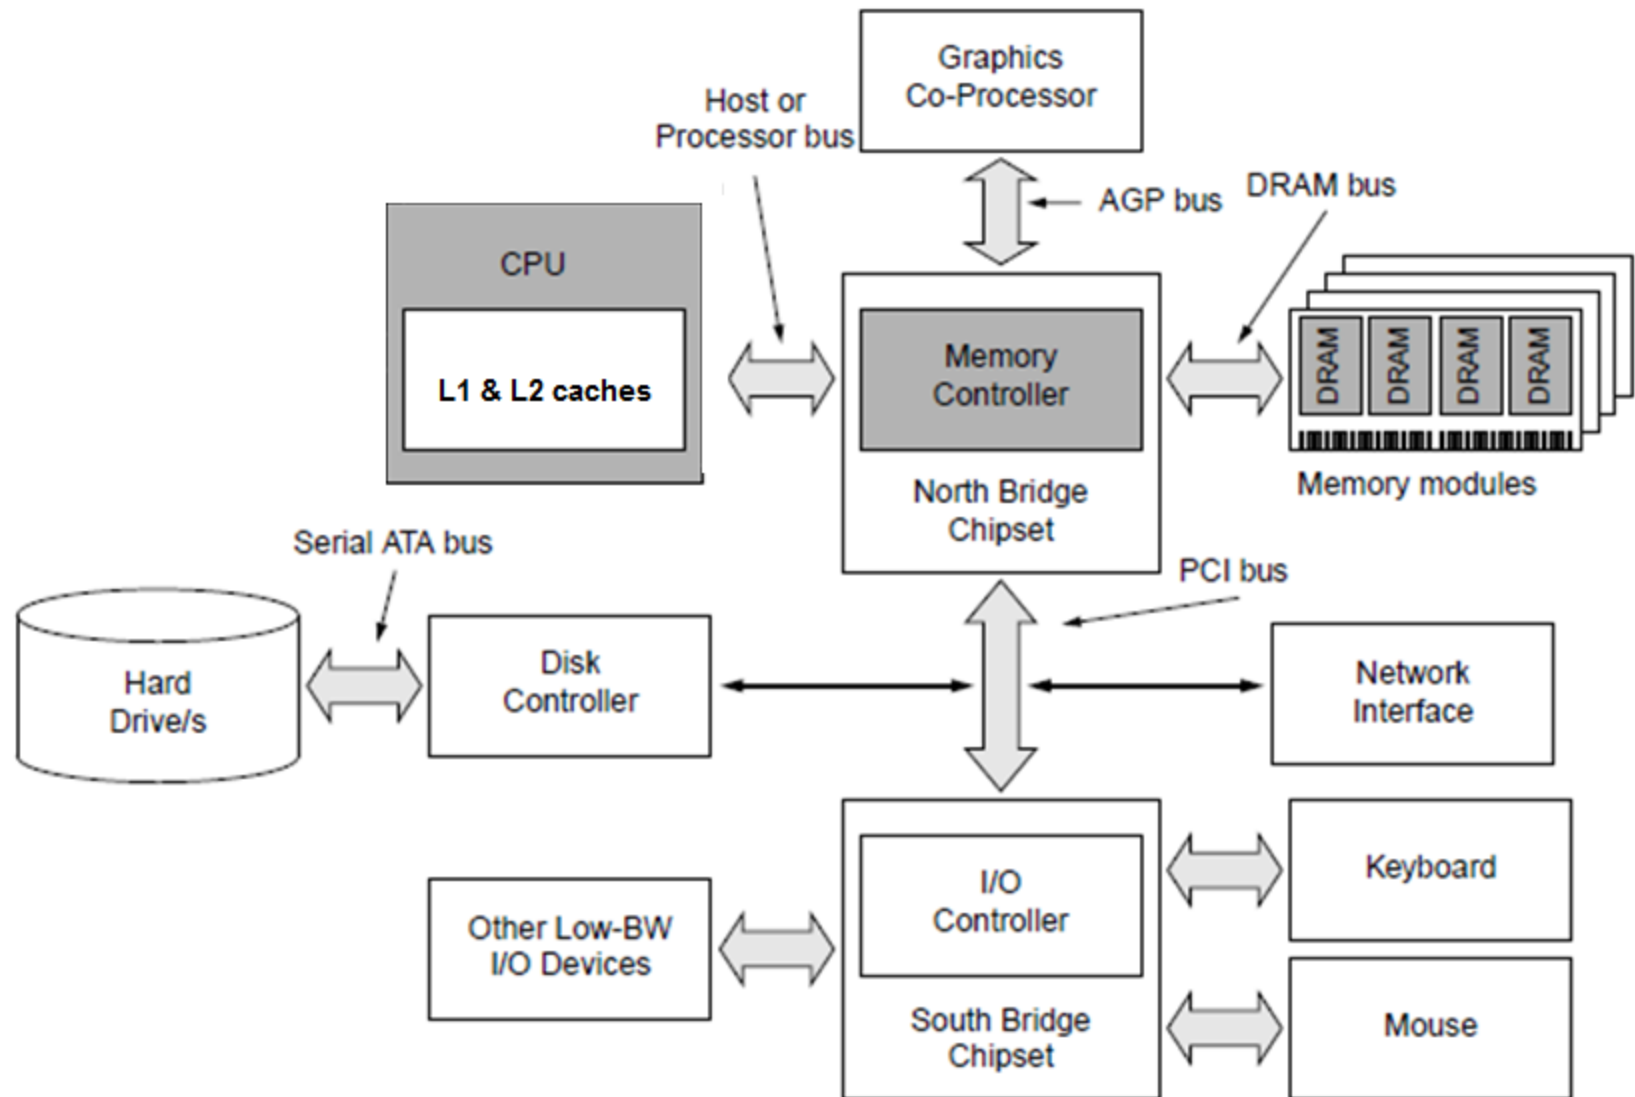 Graphics
Co-Processor
Host or
Processor bus
AGP bus
DRAM bus
CPU
L1 & L2 caches
Memory
Controller
North Bridge
Chipset
DRAM
DRAM
DRAM
DRAM
Memory modules
Serial ATA bus
PCI bus
Hard
Drive/s
Disk
Controller
Network
Interface
Other Low-BW
I/O Devices
I/O
Controller
South Bridge
Chipset
Keyboard
Mouse